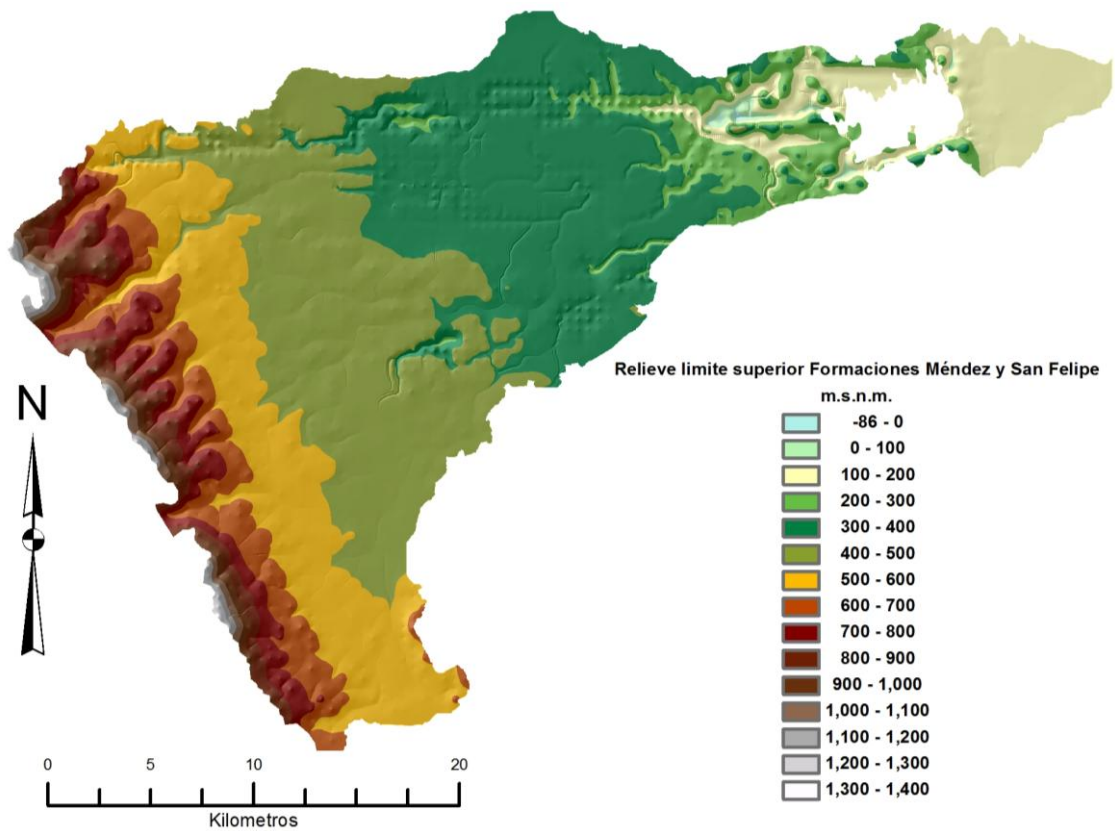 Relieve limite superior Formaciones Méndez y San Felipe
m.s.n.m.
N
-86 - 0
0 - 100
100 - 200
200 - 300
300 - 400
400 - 500
500 - 600
600 - 700
700 - 800
800 - 900
900 - 1,000
1,000 - 1,100
1,100 - 1,200
1,200 - 1,300
1,300 - 1,400
0 5 10 20
Kilometros